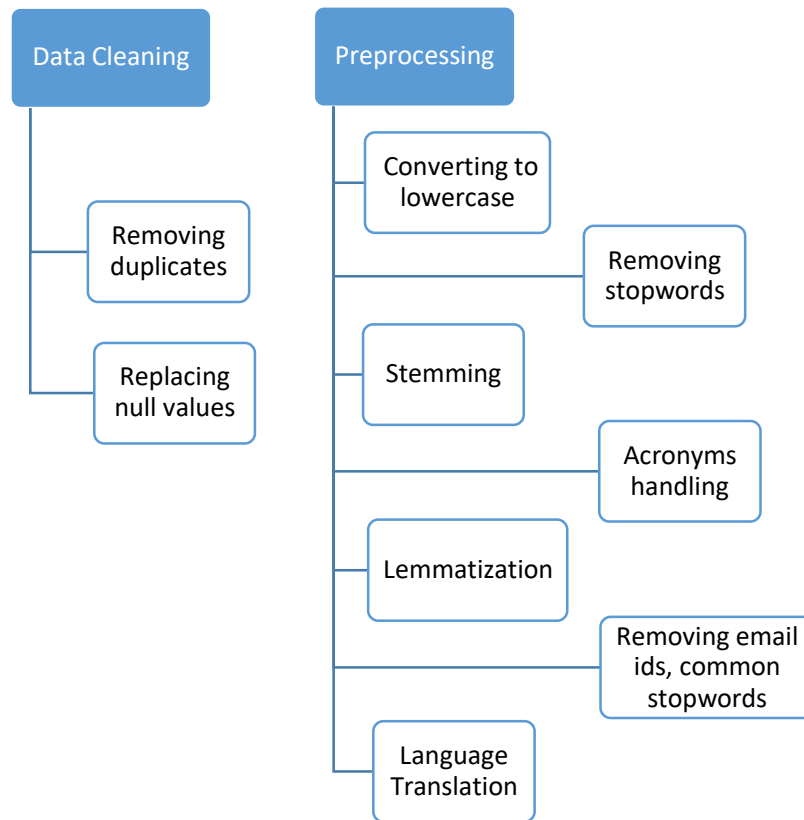 Data Cleaning
Removing
duplicates
Replacing
null values
Preprocessing
Converting to
lowercase
Removing
stopwords
Stemming
Acronyms
handling
Lemmatization
Removing email
ids, common
stopwords
Language
Translation